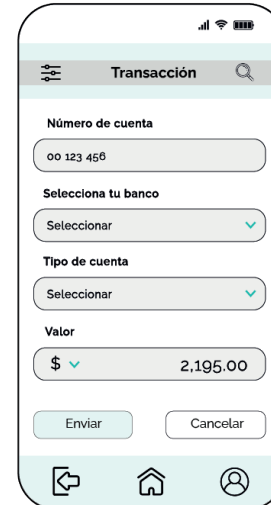 Transacción
Número de cuenta
00 123 456
Selecciona tu banco
Seleccionar
Tipo de cuenta
Seleccionar
Valor
$ 2,195.00
Enviar Cancelar